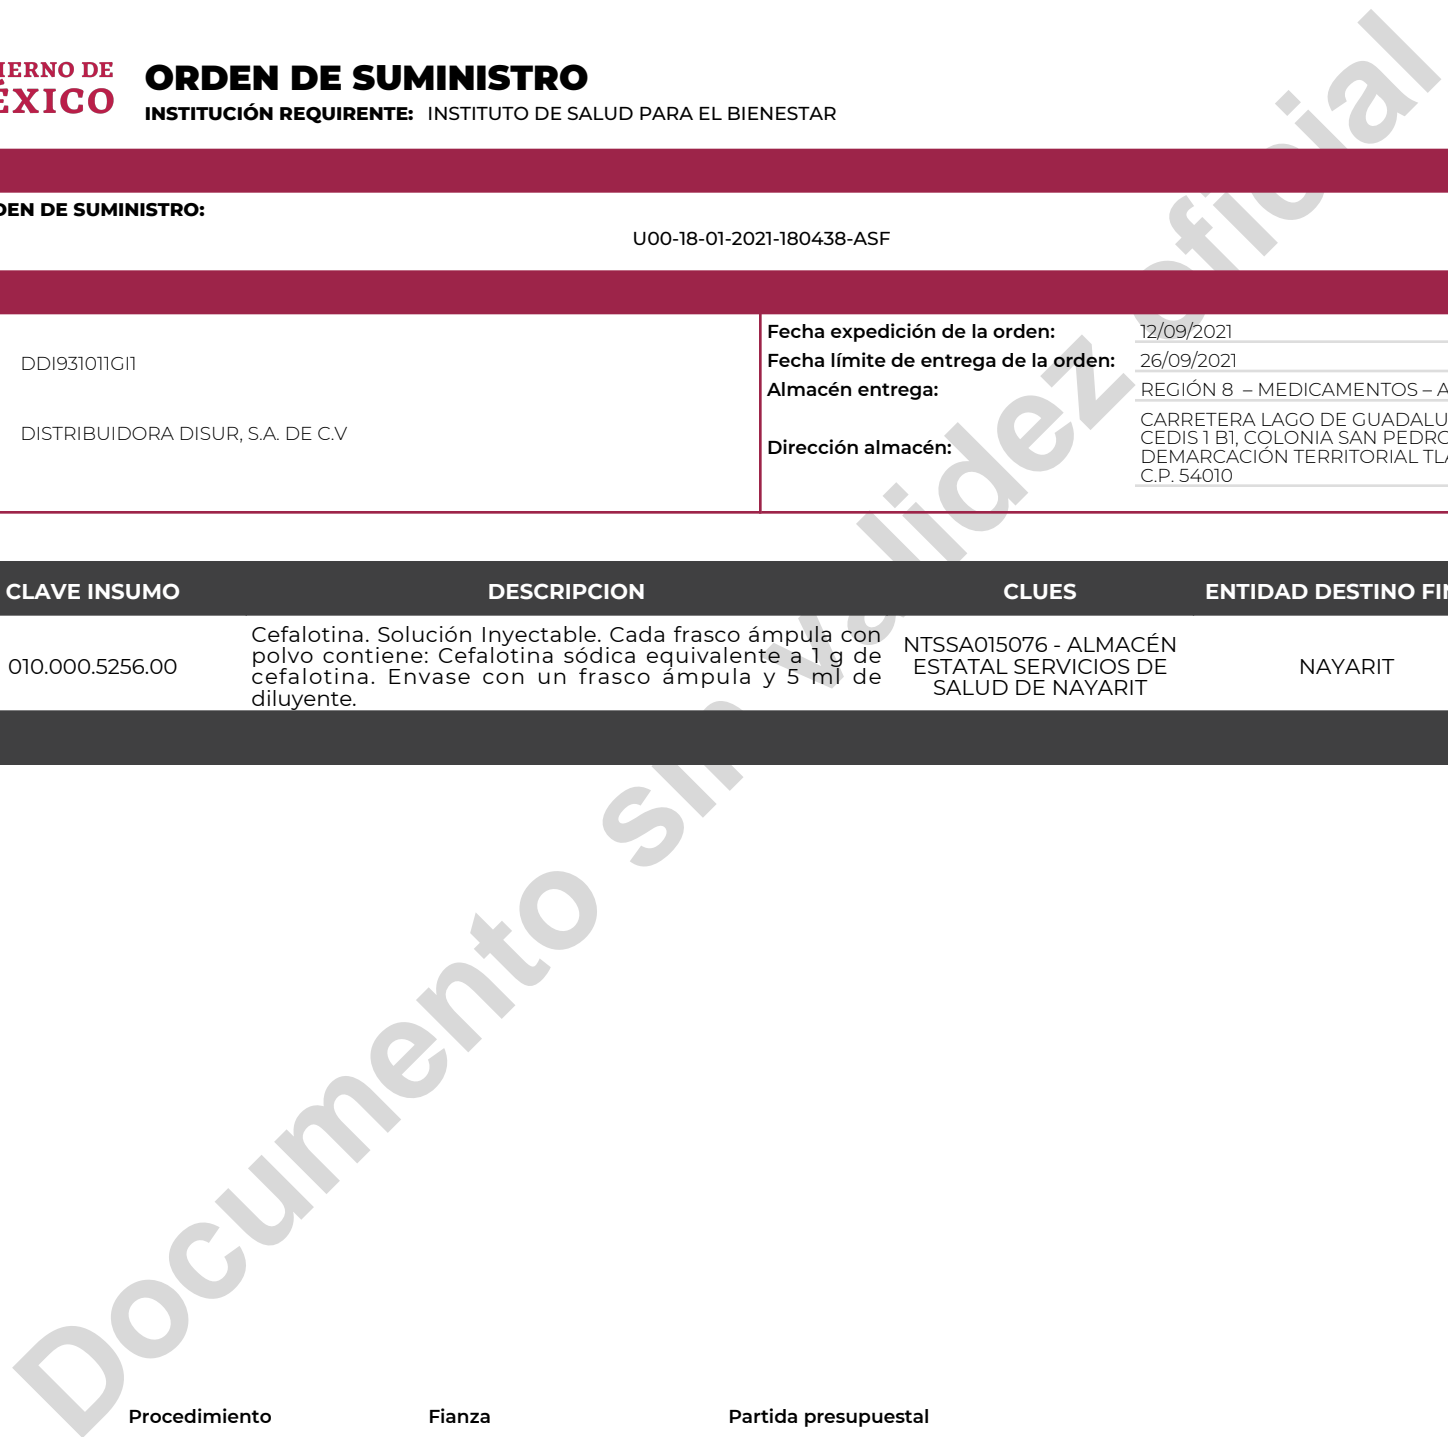 IERNO DE
ÉXICO
ORDEN DE SUMINISTRO
INSTITUCIÓN REQUIRENTE: INSTITUTO DE SALUD PARA EL BIENESTAR
DEN DE SUMINISTRO:
U00-18-01-2021-180438-ASF
DDI931011GI1
DISTRIBUIDORA DISUR, S.A. DE C.V
Fecha expedición de la orden: 12/09/2021
Fecha límite de entrega de la orden: 26/09/2021
Almacén entrega: REGIÓN 8 – MEDICAMENTOS – A
Dirección almacén:
CARRETERA LAGO DE GUADALU
CEDIS 1 B1, COLONIA SAN PEDRO
DEMARCACIÓN TERRITORIAL TLA
C.P. 54010
CLAVE INSUMO DESCRIPCION CLUES ENTIDAD DESTINO FIN
010.000.5256.00
Cefalotina. Solución Inyectable. Cada frasco ámpula con
polvo contiene: Cefalotina sódica equivalente a 1 g de
cefalotina. Envase con un frasco ámpula y 5 ml de
diluyente.
NTSSA015076 - ALMACÉN
ESTATAL SERVICIOS DE
SALUD DE NAYARIT
NAYARIT
Documento sin validez oficial
Procedimiento Fianza Partida presupuestal